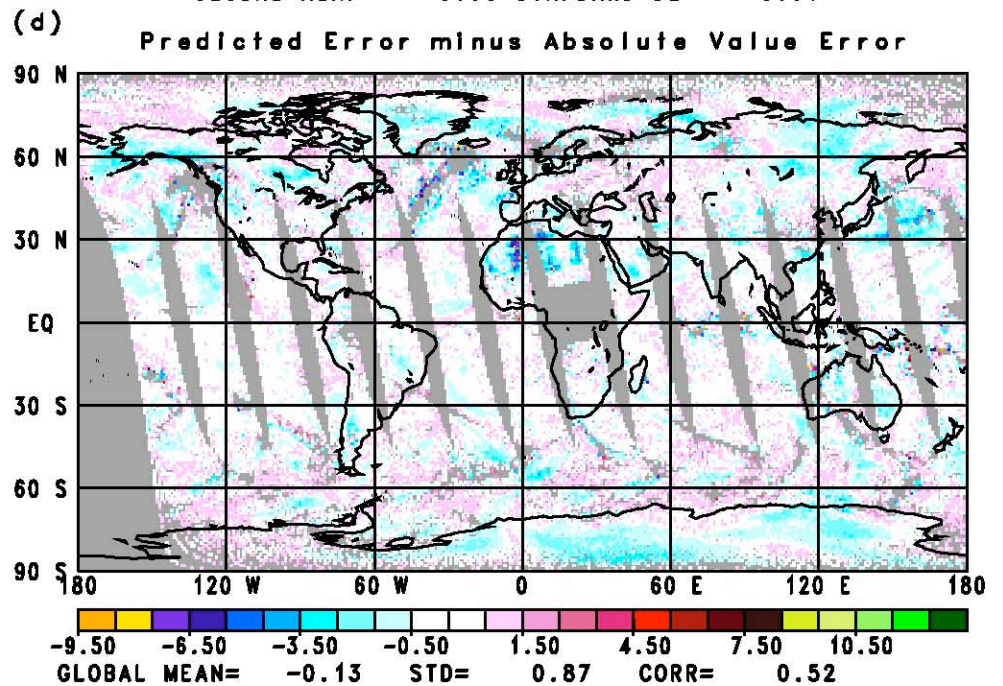 (d)
Predicted Error minus Absolute Value Error
90 N
60 N
30 N
EQ
30 S
60 S
90 S
180 120 W 60 W 0 60 E 120 E 180
-9.50 -6.50 -3.50 -0.50 1.50 4.50 7.50 10.50
GLOBAL MEAN= -0.13 STD= 0.87 CORR= 0.52